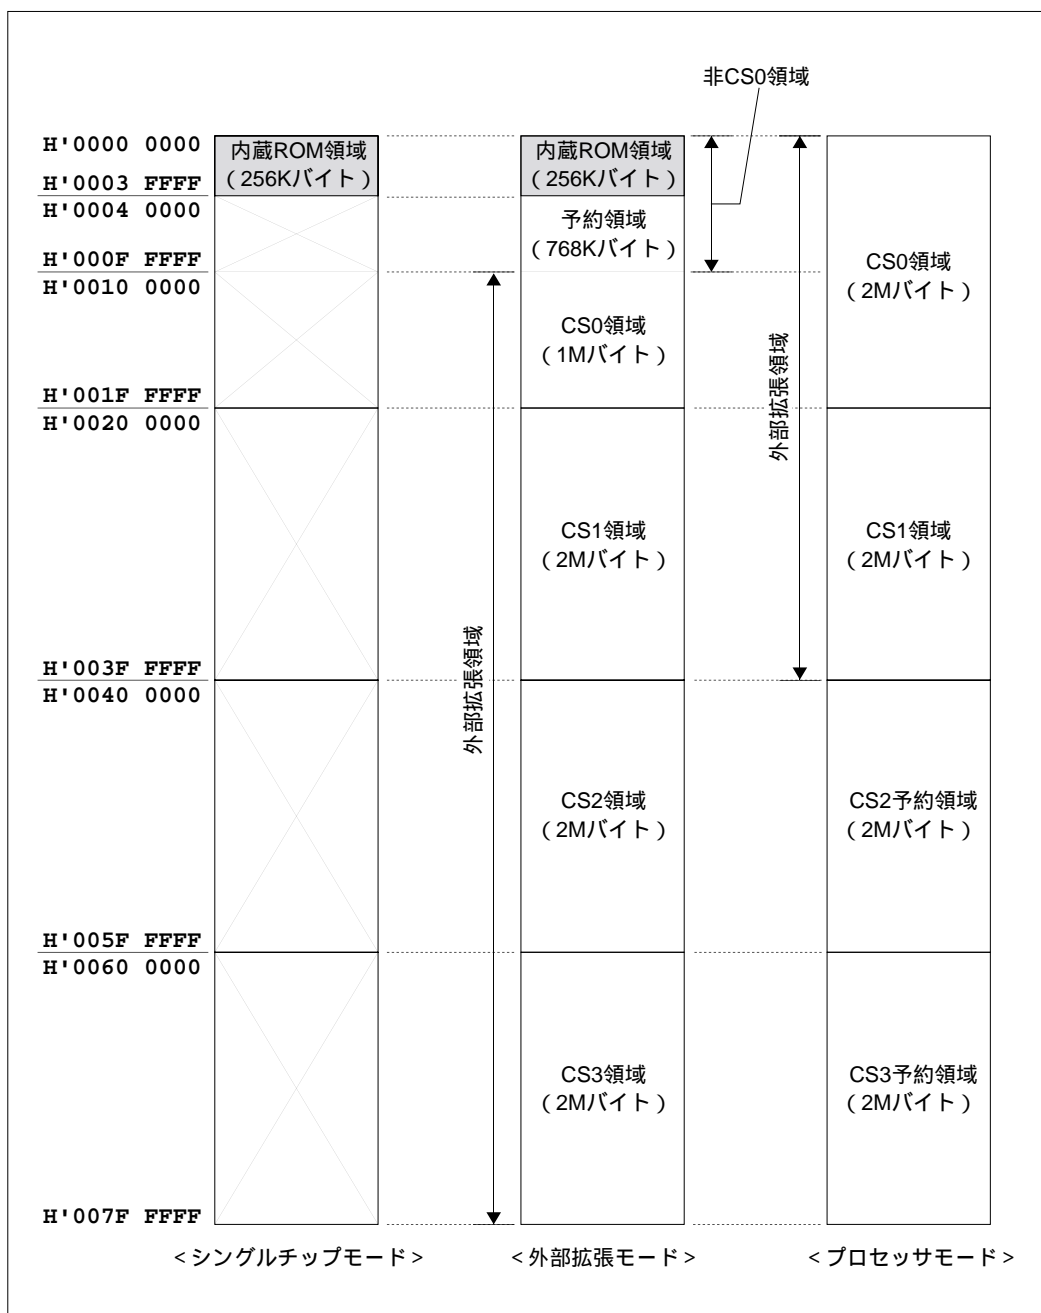 非CS0領域
H'0000 0000
H'0003 FFFF
H'0004 0000
H'000F FFFF
H'0010 0000
H'001F FFFF
H'0020 0000
H'003F FFFF
H'0040 0000
H'005F FFFF
H'0060 0000
H'007F FFFF
内蔵ROM領域
(256Kバイト)
<シングルチップモード>
外部拡張領域
内蔵ROM領域
(256Kバイト)
予約領域
(768Kバイト)
CS0領域
(1Mバイト)
CS1領域
(2Mバイト)
CS2領域
(2Mバイト)
CS3領域
(2Mバイト)
<外部拡張モード>
外部拡張領域
CS0領域
(2Mバイト)
CS1領域
(2Mバイト)
CS2予約領域
(2Mバイト)
CS3予約領域
(2Mバイト)
<プロセッサモード>